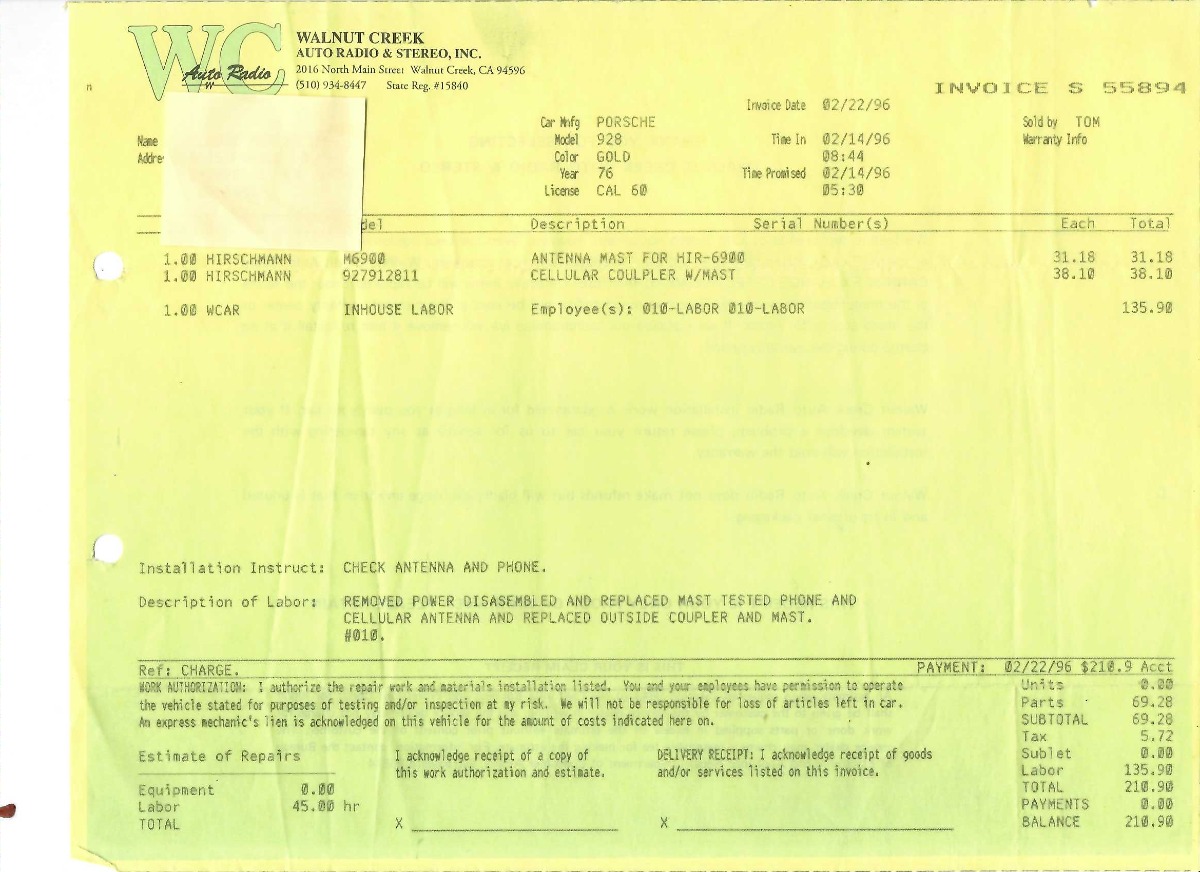 WC
Auto Radio
WALNUT CREEK
AUTO RADIO & STEREO, INC.
2016 North Main Street Walnut Creek, CA 94596
(510) 934-8447 State Reg. #15840
INVOICE S 55894
Invoice Date 02/22/96
Car Mnfg PORSCHE
Sold by TOM
Name
Model 928
Time In 02/14/96
Warranty Info
Addre
Color GOLD
08:44
Year 76
Time Promised 02/14/96
License CAL 60
05:30
del Description Serial Number(s) Each Total
1.00 HIRSCHMANN M6900 ANTENNA MAST FOR HIR-6900 31.18 31.18
1.00 HIRSCHMANN 927912811 CELLULAR COULPLER W/MAST 38.10 38.10
1.00 WCAR INHOUSE LABOR Employee(s): 010-LABOR 010-LABOR 135.90
Installation Instruct: CHECK ANTENNA AND PHONE.
Description of Labor: REMOVED POWER DISASEMBLED AND REPLACED MAST TESTED PHONE AND
CELLULAR ANTENNA AND REPLACED OUTSIDE COUPLER AND MAST.
#010.
Ref: CHARGE. PAYMENT: 02/22/96 $210.9 Acct
WORK AUTHORIZATION: I authorize the repair work and materials installation listed. You and your employees have permission to operate
the vehicle stated for purposes of testing and/or inspection at my risk. We will not be responsible for loss of articles left in car.
An express mechanic's lien is acknowledged on this vehicle for the amount of costs indicated here on.
Units 0.00
Parts 69.28
SUBTOTAL 69.28
Tax 5.72
Sublet 0.00
Labor 135.90
TOTAL 210.90
PAYMENTS 0.00
BALANCE 210.90
Estimate of Repairs
Equipment 0.00
Labor 45.00 hr
TOTAL
I acknowledge receipt of a copy of
this work authorization and estimate.
X
DELIVERY RECEIPT: I acknowledge receipt of goods
and/or services listed on this invoice.
X